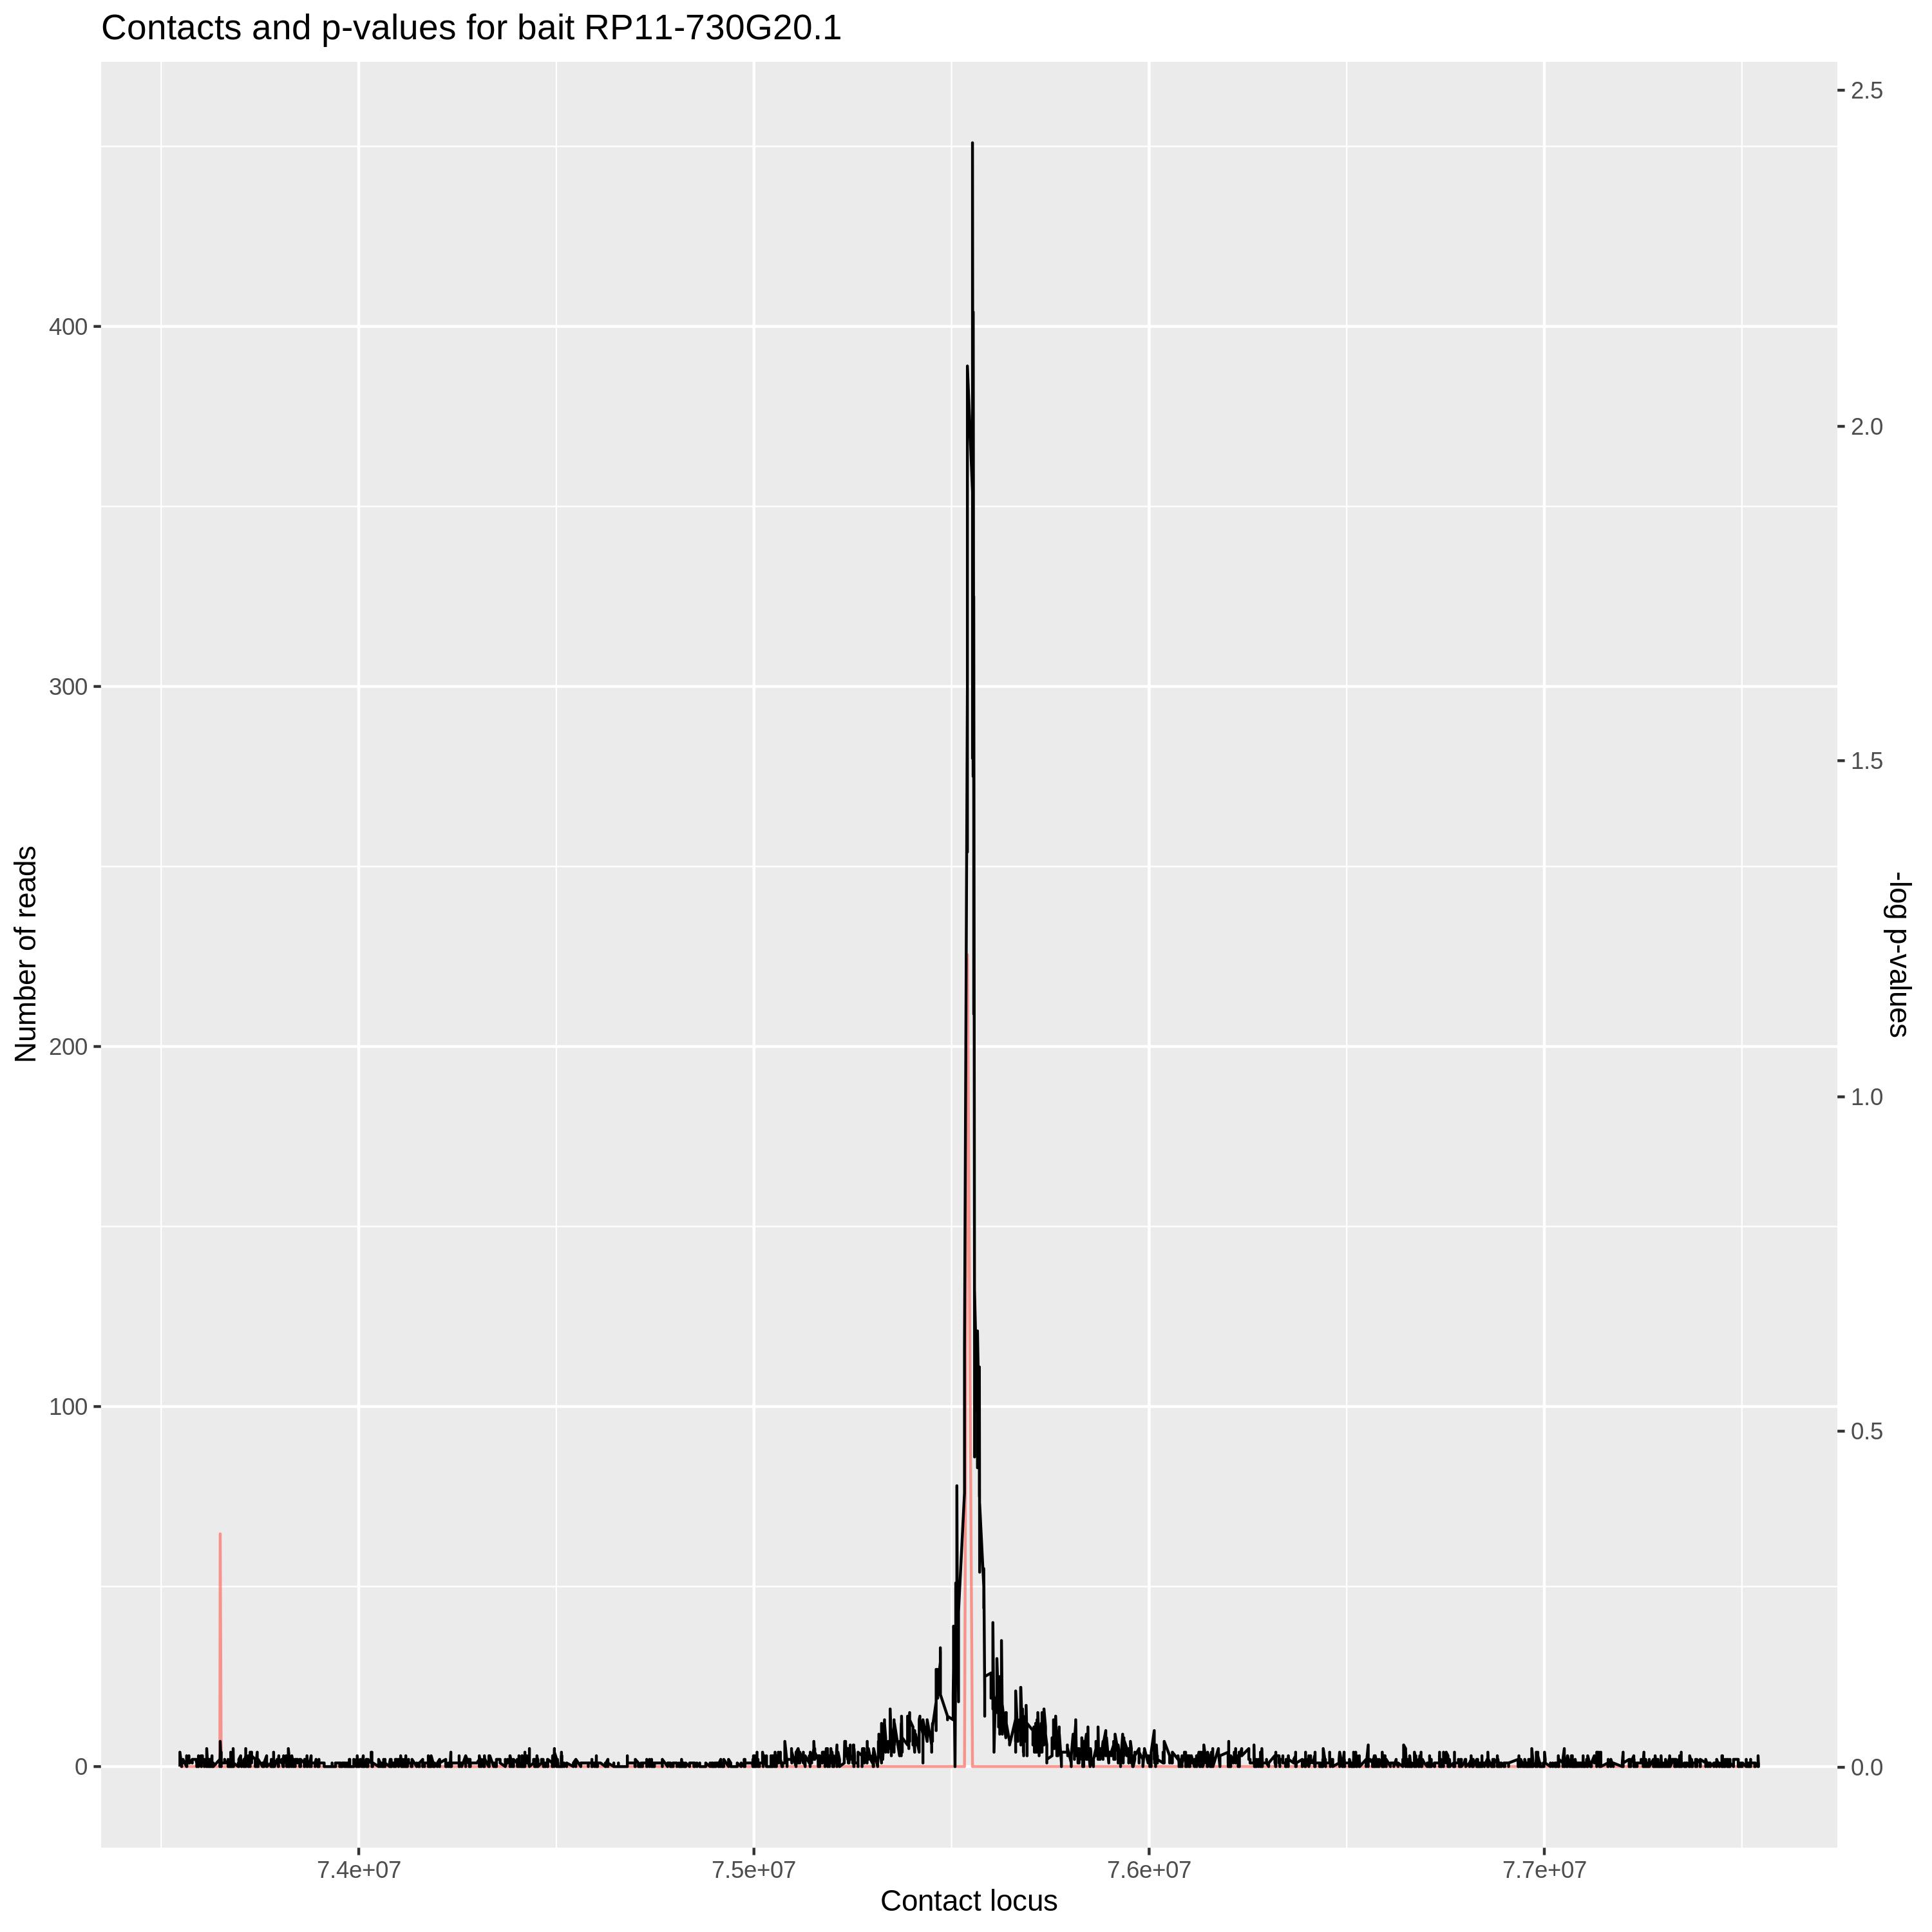 Contacts and p-values for bait RP11-730G20.1
Number of reads
400
300
200
100
0
2.5
2.0
1.5
1.0
0.5
0.0
-log p-values
7.4e+07
7.5e+07
7.6e+07
7.7e+07
Contact locus